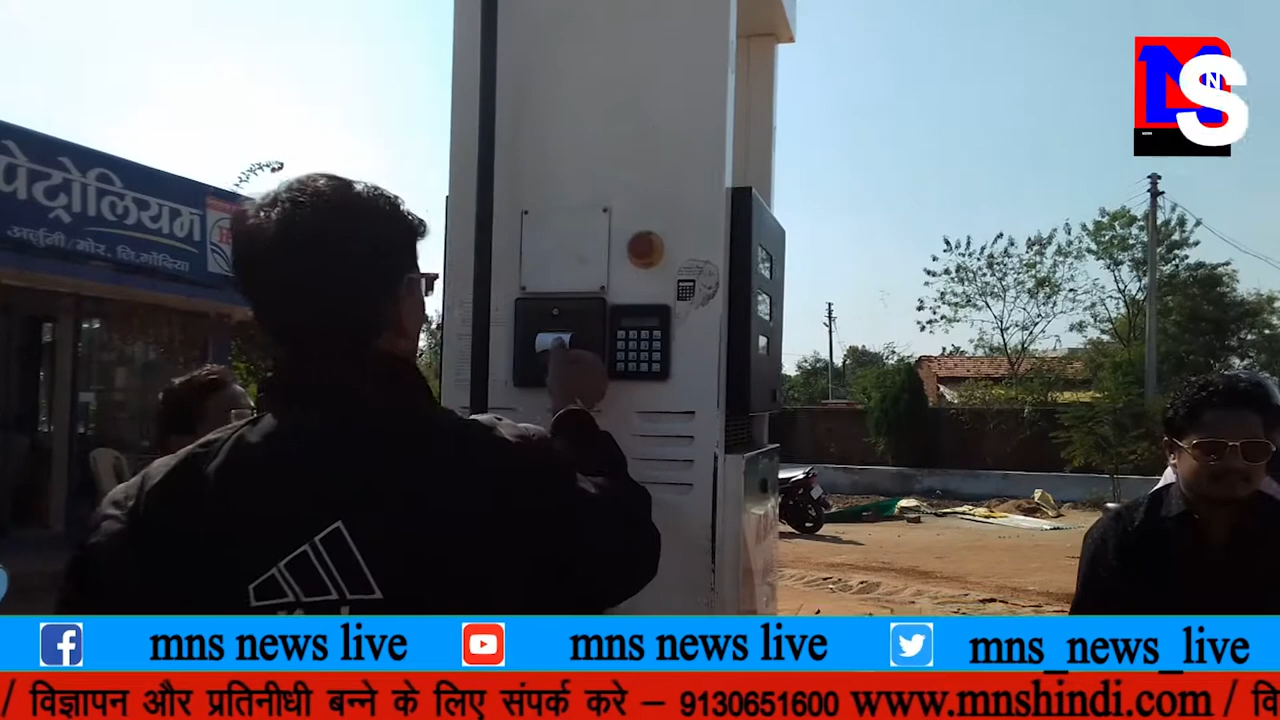 MNS
पेट्रोलियम
अर्जुनी/मोर. जि.गोंदिया
mns news live
mns news live
mns_news_live
/ विज्ञापन और प्रतिनीधी बन्ने के लिए संपर्क करे – 9130651600 www.mnshindi.com / वि